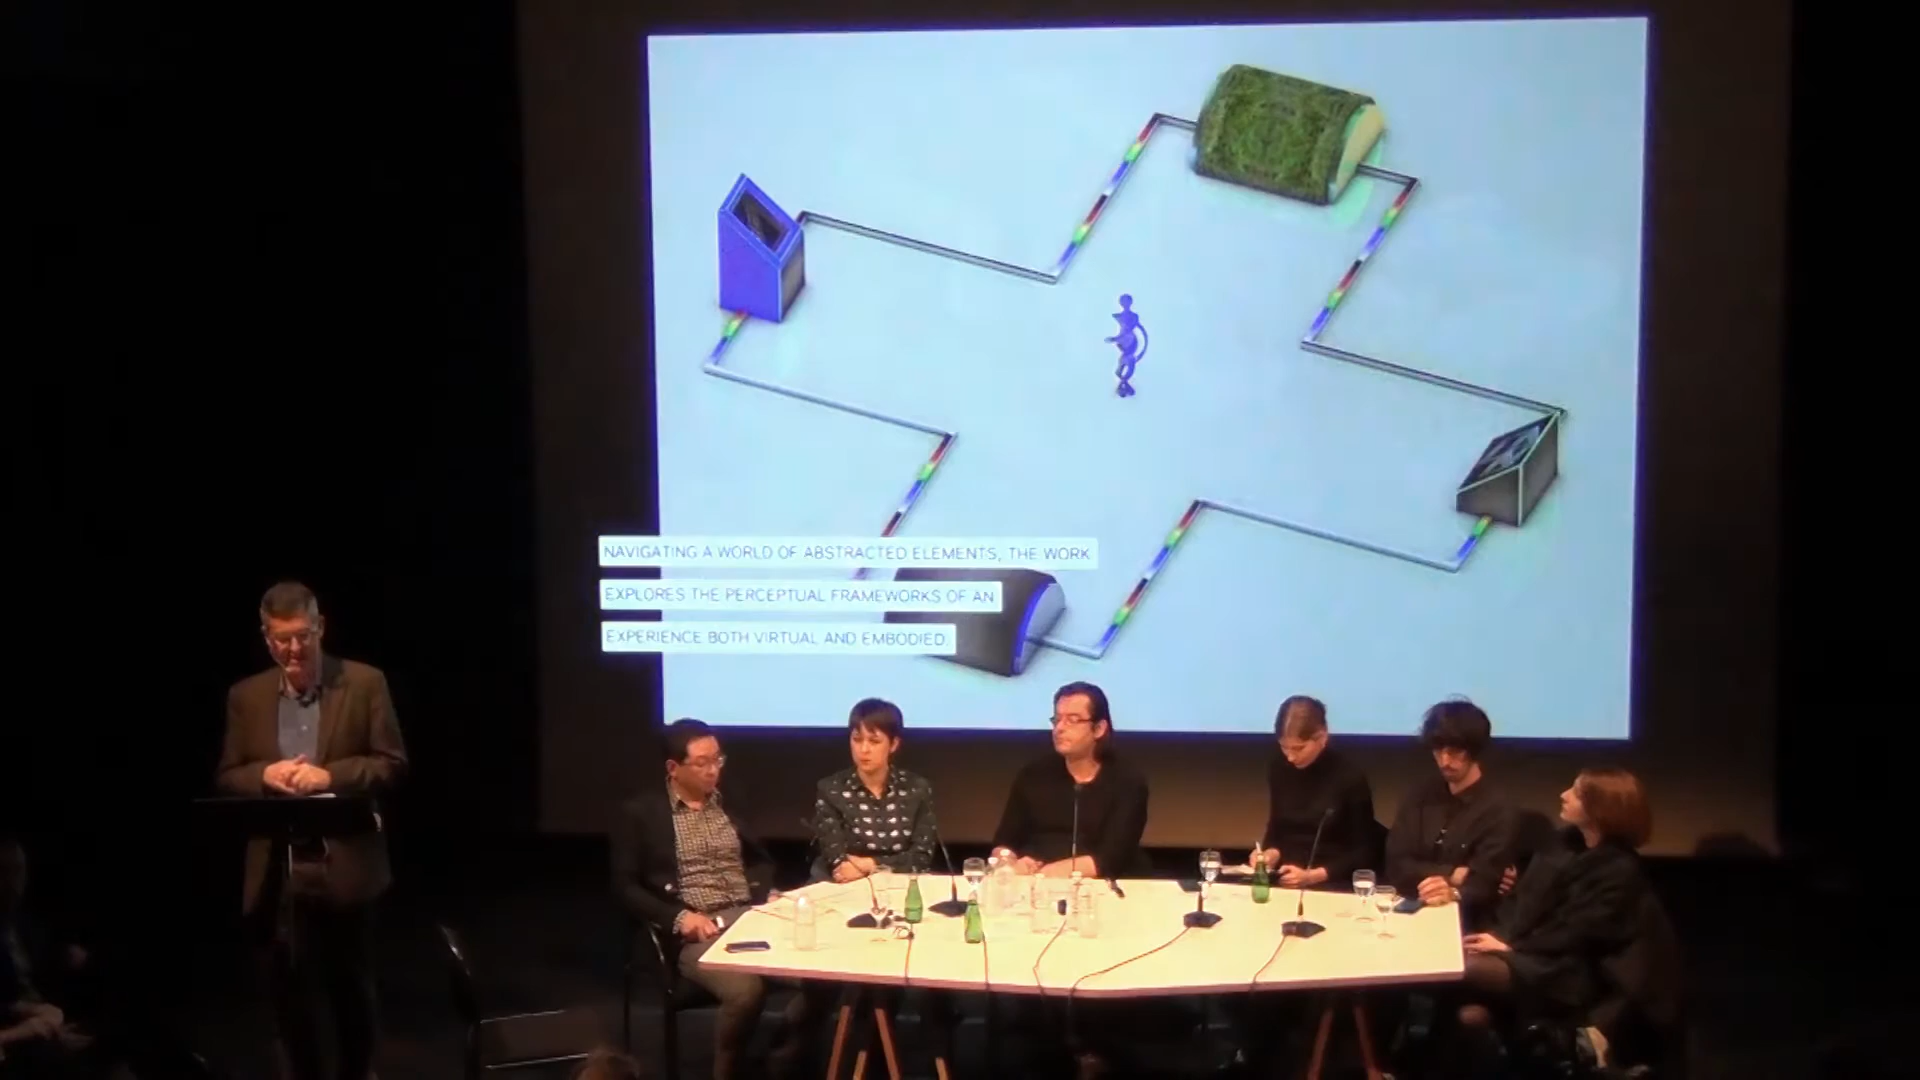 NAVIGATING A WORLD OF ABSTRACTED ELEMENTS, THE WORK
EXPLORES THE PERCEPTUAL FRAMEWORKS OF AN
EXPERIENCE BOTH VIRTUAL AND EMBODIED.